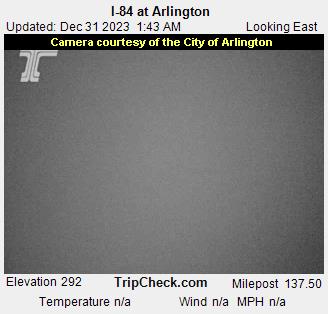 I-84 at Arlington
Updated: Dec 31 2023 1:43 AM Looking East
Camera courtesy of the City of Arlington
Elevation 292 TripCheck.com Milepost 137.50
Temperature n/a Wind n/a MPH n/a